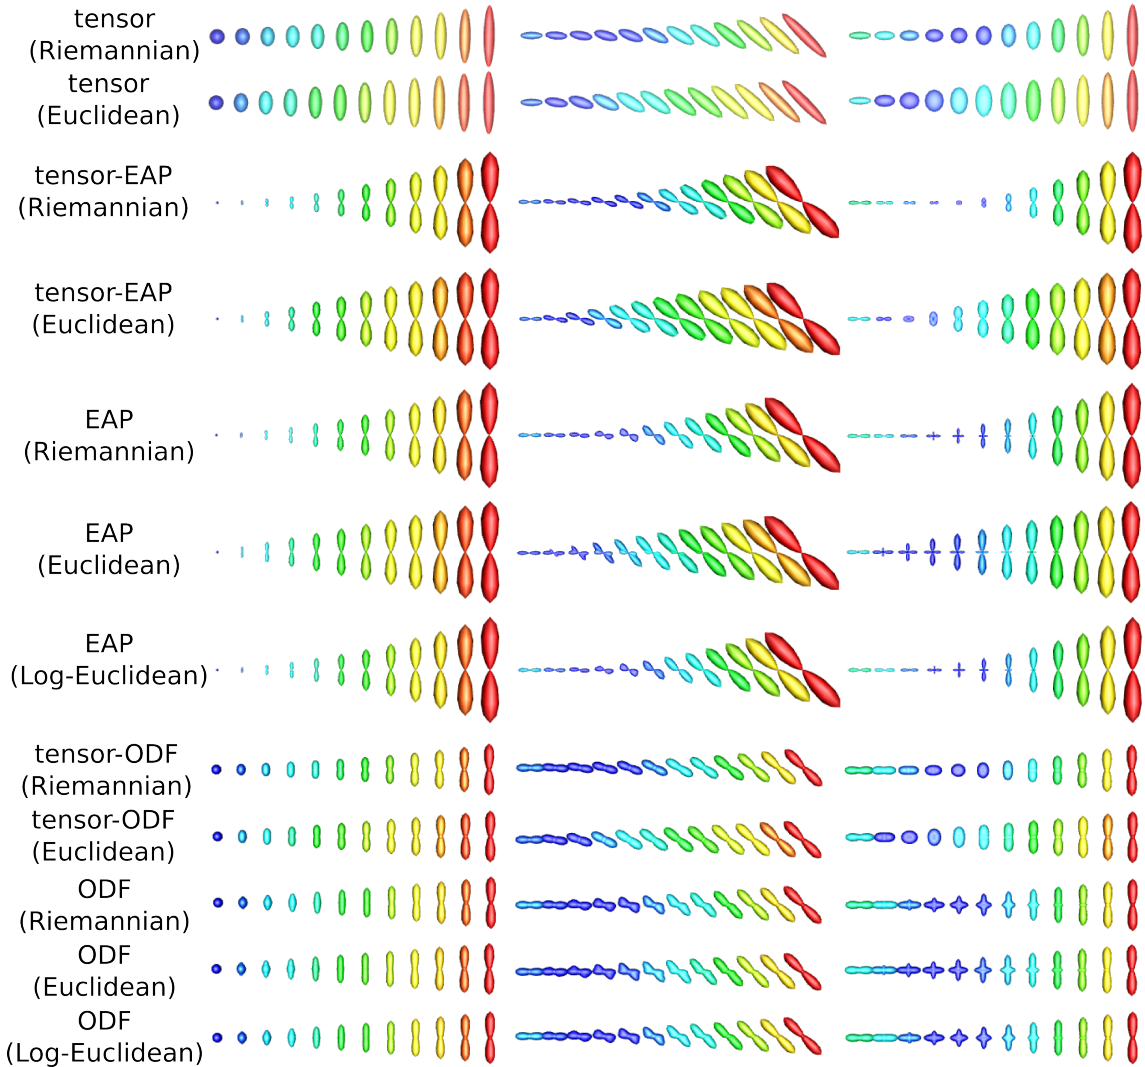 tensor
(Riemannian)
tensor
(Euclidean)
tensor-EAP
(Riemannian)
tensor-EAP
(Euclidean)
EAP
(Riemannian)
EAP
(Euclidean)
EAP
(Log-Euclidean)
tensor-ODF
(Riemannian)
tensor-ODF
(Euclidean)
ODF
(Riemannian)
ODF
(Euclidean)
ODF
(Log-Euclidean)